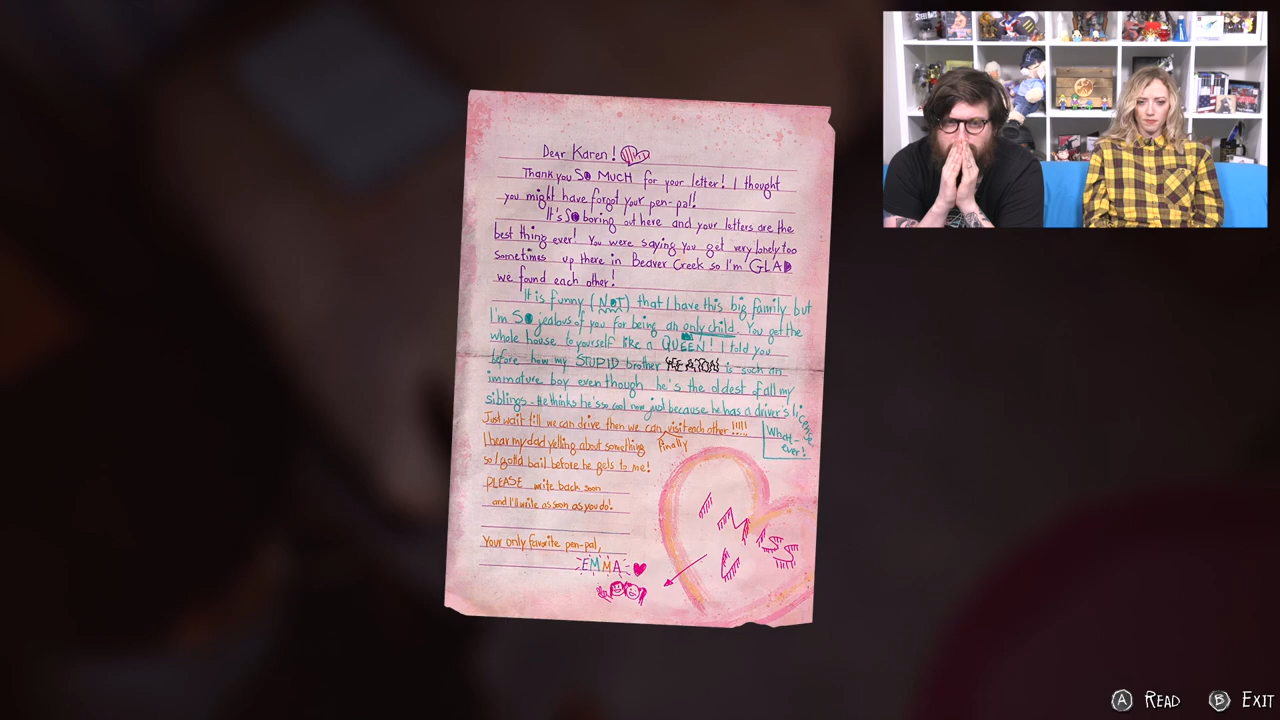 Dear Karen!
Thank you SO MUCH for your letter! I thought
you might have forgot your pen-pal!
It's So boring out here and your letters are the
best thing ever! You were saying you get very lonely too
sometimes up there in Beaver Creek so I'm GLAD
we found each other!
It is funny (NOT) that I have this big family but
I'm SO jealous of you for being an only child. You get the
whole house to yourself like a QUEEN! I told you
before how my STUPID brother is such an
immature boy even though he's the oldest of all my
siblings. He thinks he's so cool now just because he has a driver's licence
What-
ever!
Just wait till we can drive then we can finally visit each other!!!!!
I hear my dad yelling about something
so I gotta bail before he gets to me!
PLEASE write back soon
and I'll write as soon as you do!
Your only favorite pen-pal,
EMMA
I MISS
U
A READ B EXIT